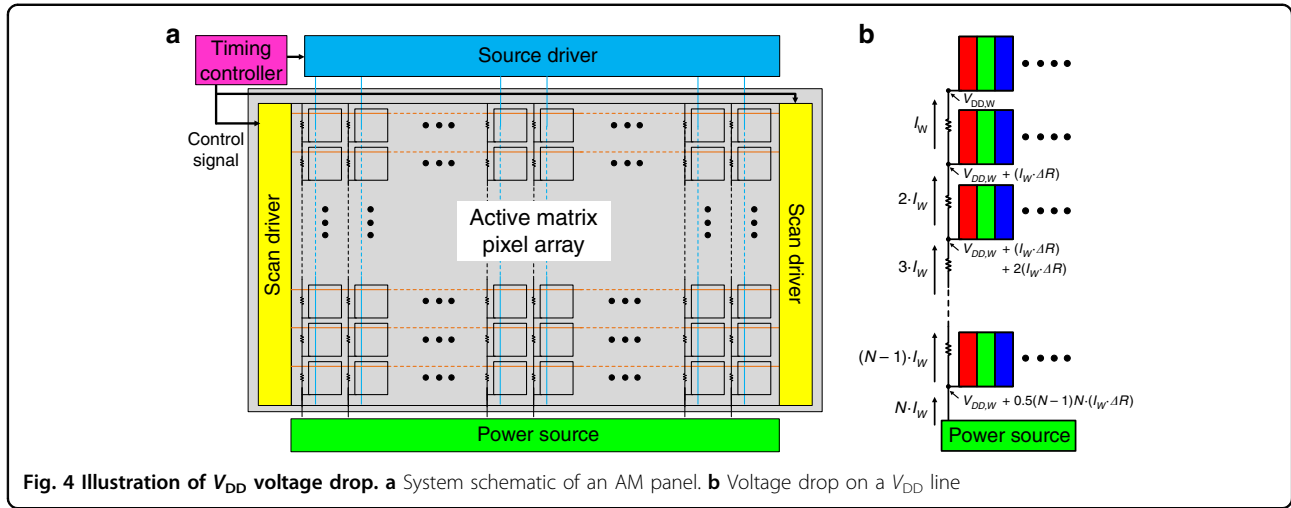 a
Timing
controller
Source driver
Control
signal
Scan driver
Active matrix
pixel array
Scan driver
Power source
b
V_DD,W
I_W
V_DD,W + (I_W·ΔR)
2·I_W
V_DD,W + (I_W·ΔR)
+ 2(I_W·ΔR)
3·I_W
(N − 1)·I_W
V_DD,W + 0.5(N − 1)N·(I_W·ΔR)
N·I_W
Power source
Fig. 4 Illustration of V_DD voltage drop. a System schematic of an AM panel. b Voltage drop on a V_DD line